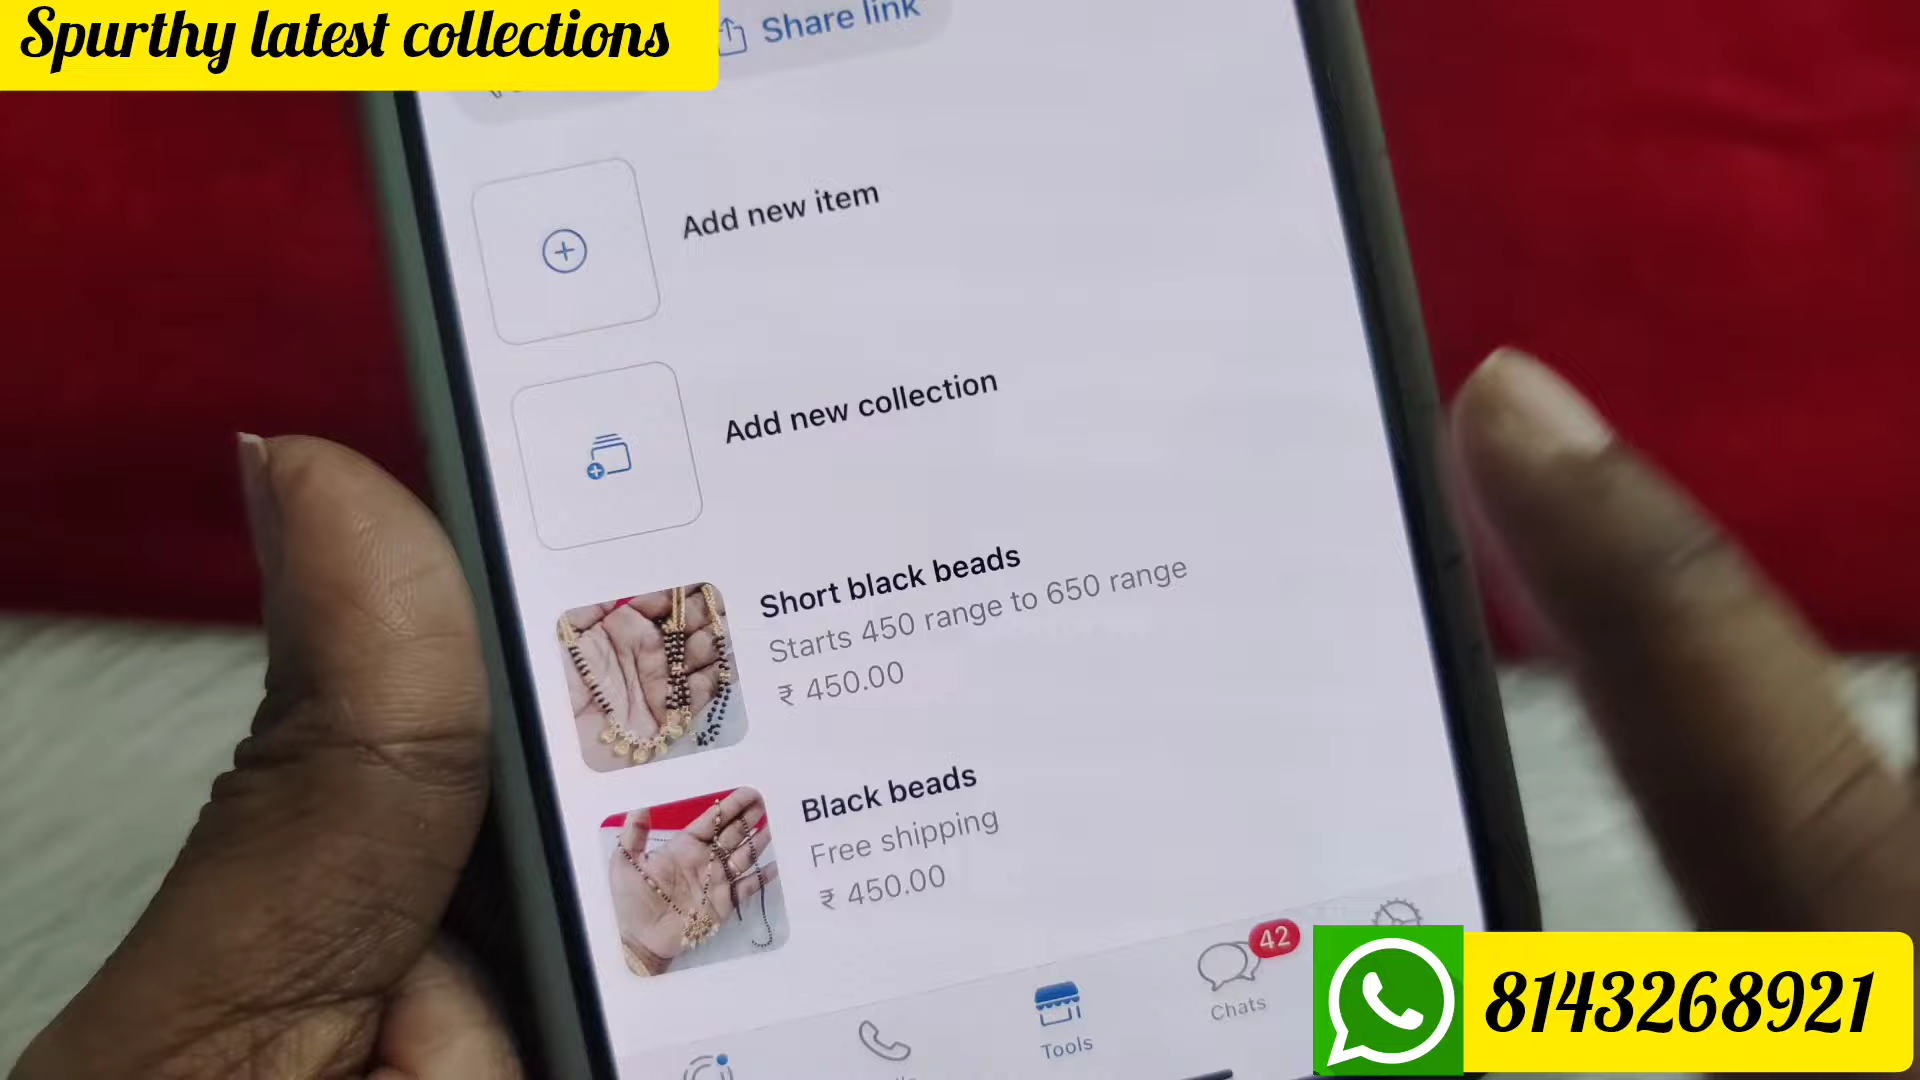 Spurthy latest collections
Share link
Add new item
Add new collection
Short black beads
Starts 450 range to 650 range
₹ 450.00
Black beads
Free shipping
₹ 450.00
42
Chats
Tools
8143268921